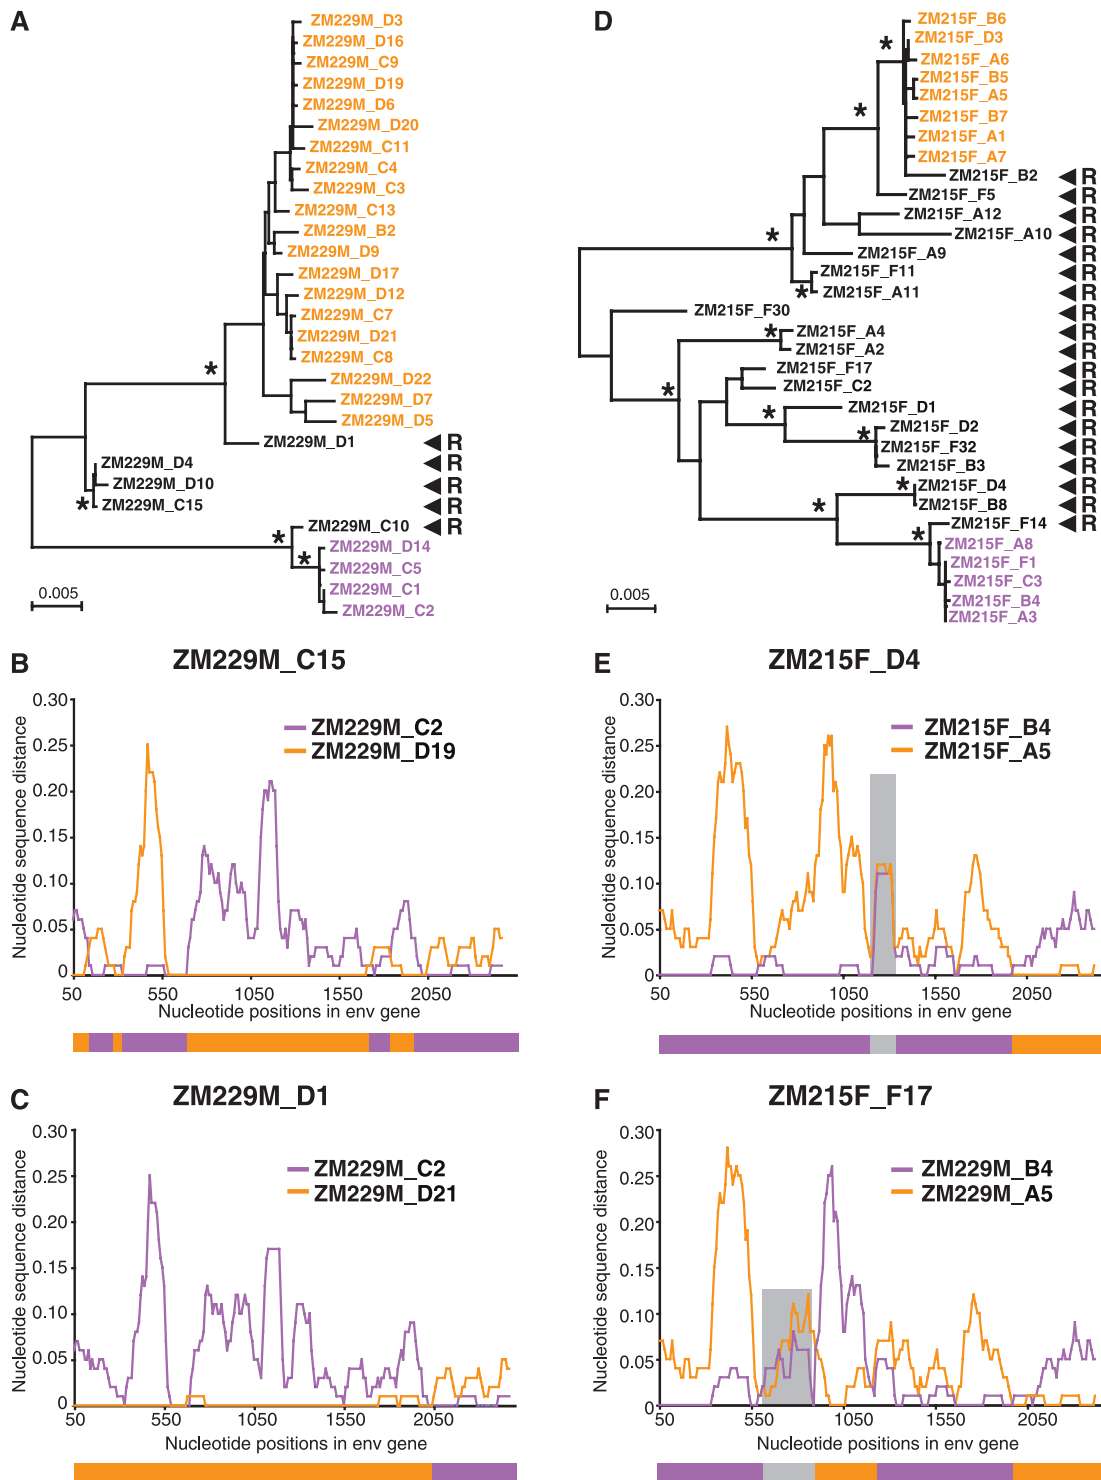 A
ZM229M_D3
ZM229M_D16
ZM229M_C9
ZM229M_D19
ZM229M_D6
ZM229M_D20
ZM229M_C11
ZM229M_C4
ZM229M_C3
ZM229M_C13
ZM229M_B2
ZM229M_D9
ZM229M_D17
ZM229M_D12
ZM229M_C7
ZM229M_D21
ZM229M_C8
ZM229M_D22
ZM229M_D7
ZM229M_D5
*
ZM229M_D1 R
ZM229M_D4 R
ZM229M_D10 R
* ZM229M_C15 R
* ZM229M_C10 R
ZM229M_D14
* ZM229M_C5
ZM229M_C1
ZM229M_C2
0.005
D
ZM215F_B6
* ZM215F_D3
ZM215F_A6
ZM215F_B5
ZM215F_A5
* ZM215F_B7
ZM215F_A1
ZM215F_A7
ZM215F_B2 R
ZM215F_F5 R
ZM215F_A12 R
* ZM215F_A10 R
ZM215F_A9 R
ZM215F_F11 R
* ZM215F_A11 R
ZM215F_F30 R
* ZM215F_A4 R
ZM215F_A2 R
ZM215F_F17 R
* ZM215F_C2 R
* ZM215F_D1 R
* ZM215F_D2 R
ZM215F_F32 R
ZM215F_B3 R
* ZM215F_D4 R
* ZM215F_B8 R
* ZM215F_F14 R
ZM215F_A8
ZM215F_F1
ZM215F_C3
ZM215F_B4
ZM215F_A3
0.005
B
ZM229M_C15
Nucleotide sequence distance
0.30
0.25
0.20
0.15
0.10
0.05
0
ZM229M_C2
ZM229M_D19
50 550 1050 1550 2050
Nucleotide positions in env gene
E
ZM215F_D4
Nucleotide sequence distance
0.30
0.25
0.20
0.15
0.10
0.05
0
ZM215F_B4
ZM215F_A5
50 550 1050 1550 2050
Nucleotide positions in env gene
C
ZM229M_D1
Nucleotide sequence distance
0.30
0.25
0.20
0.15
0.10
0.05
0
ZM229M_C2
ZM229M_D21
50 550 1050 1550 2050
Nucleotide positions in env gene
F
ZM215F_F17
Nucleotide sequence distance
0.30
0.25
0.20
0.15
0.10
0.05
0
ZM229M_B4
ZM229M_A5
50 550 1050 1550 2050
Nucleotide positions in env gene